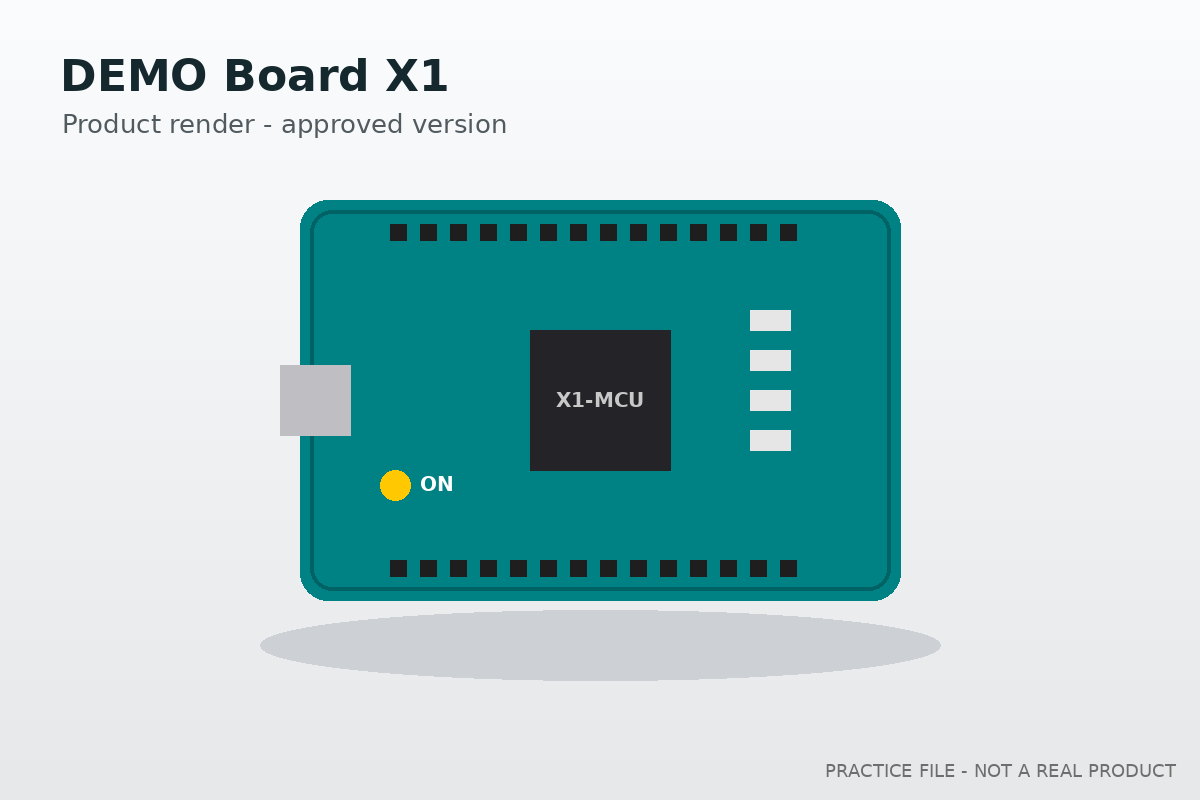 DEMO Board X1
Product render - approved version
X1-MCU
ON
PRACTICE FILE - NOT A REAL PRODUCT